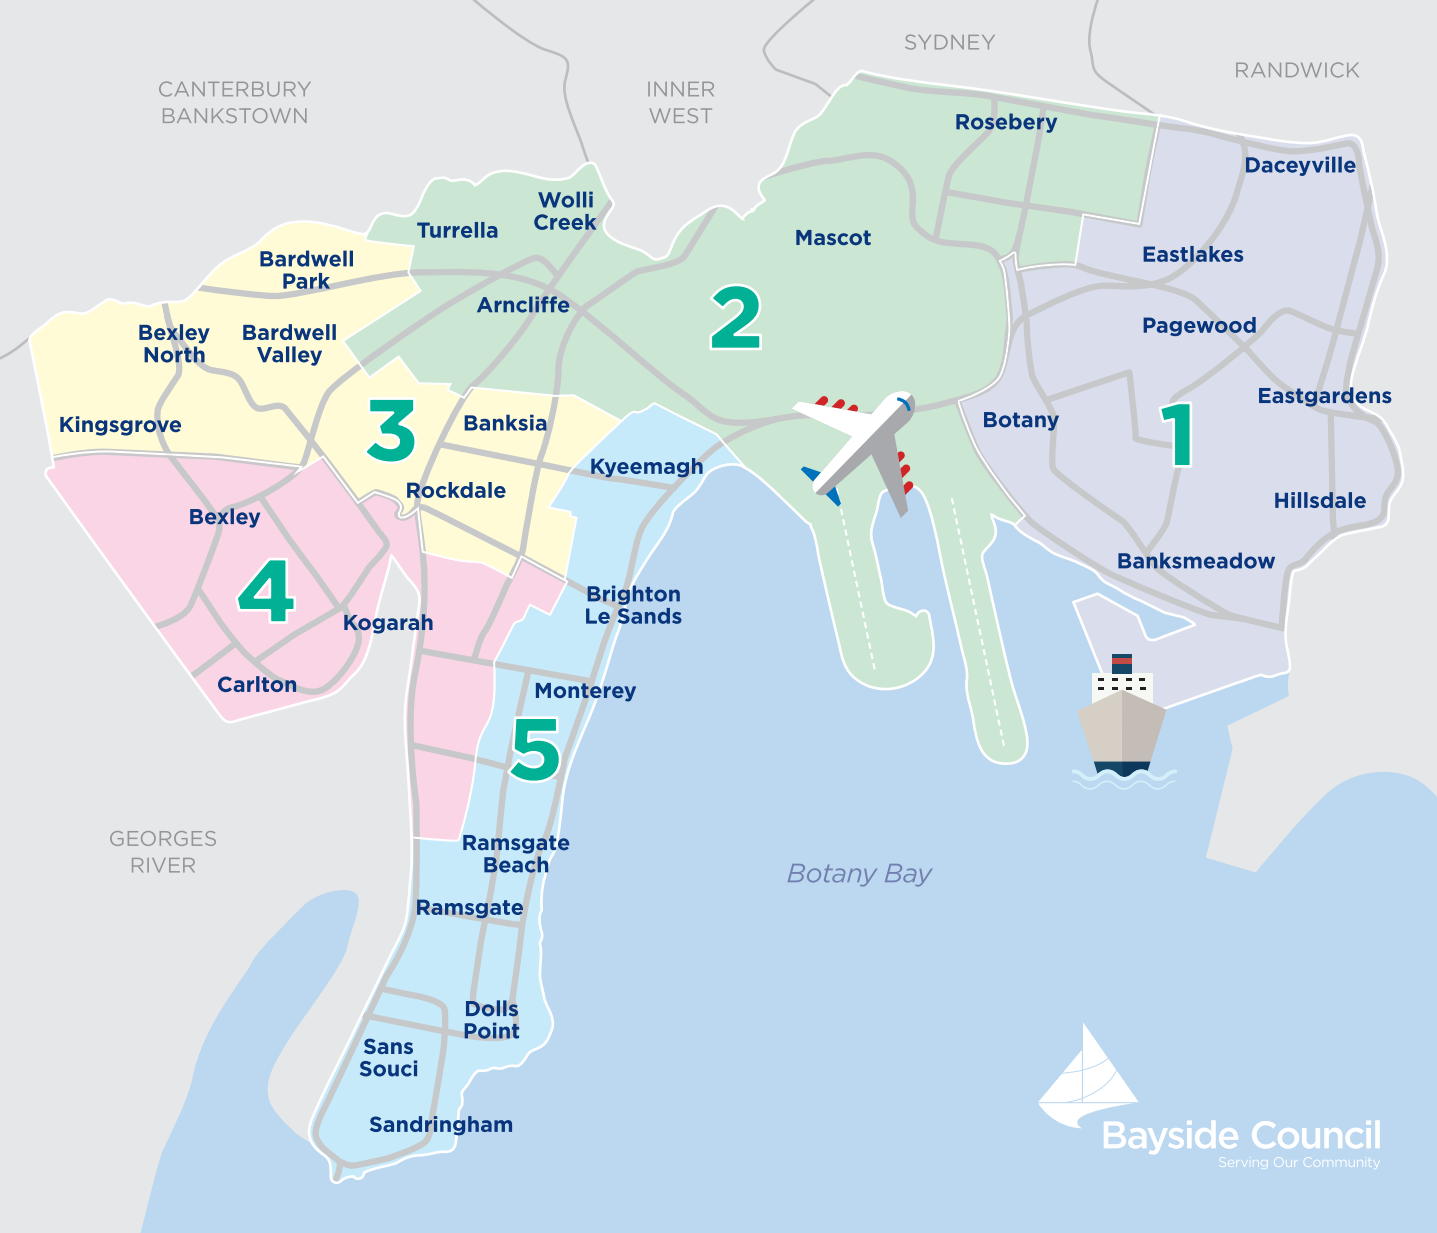 SYDNEY
RANDWICK
CANTERBURY
BANKSTOWN
INNER
WEST
Rosebery
Daceyville
Wolli
Creek
Turrella
Mascot
Bardwell
Park
Eastlakes
Arncliffe
2
Bexley
North
Bardwell
Valley
Pagewood
Eastgardens
Kingsgrove
3
Banksia
Botany
1
Kyeemagh
Rockdale
Hillsdale
Bexley
Banksmeadow
4
Brighton
Le Sands
Kogarah
Carlton
Monterey
5
GEORGES
RIVER
Ramsgate
Beach
Botany Bay
Ramsgate
Dolls
Point
Sans
Souci
Sandringham
Bayside Council
Serving Our Community